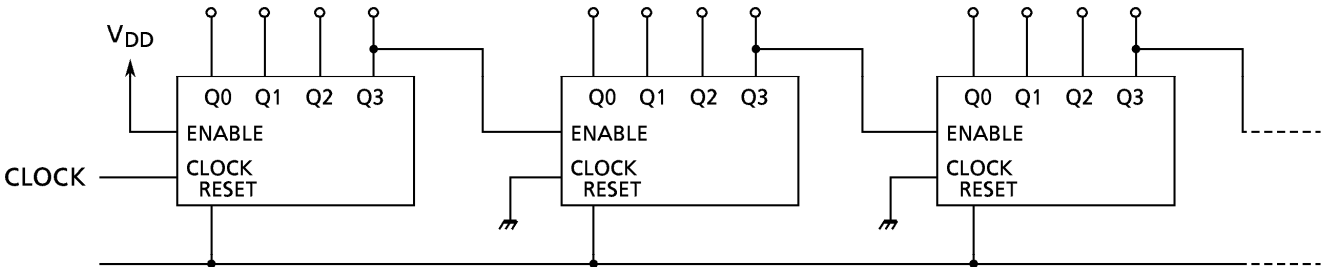 VDD
Q0 Q1 Q2 Q3
ENABLE
CLOCK
RESET
CLOCK
Q0 Q1 Q2 Q3
ENABLE
CLOCK
RESET
Q0 Q1 Q2 Q3
ENABLE
CLOCK
RESET